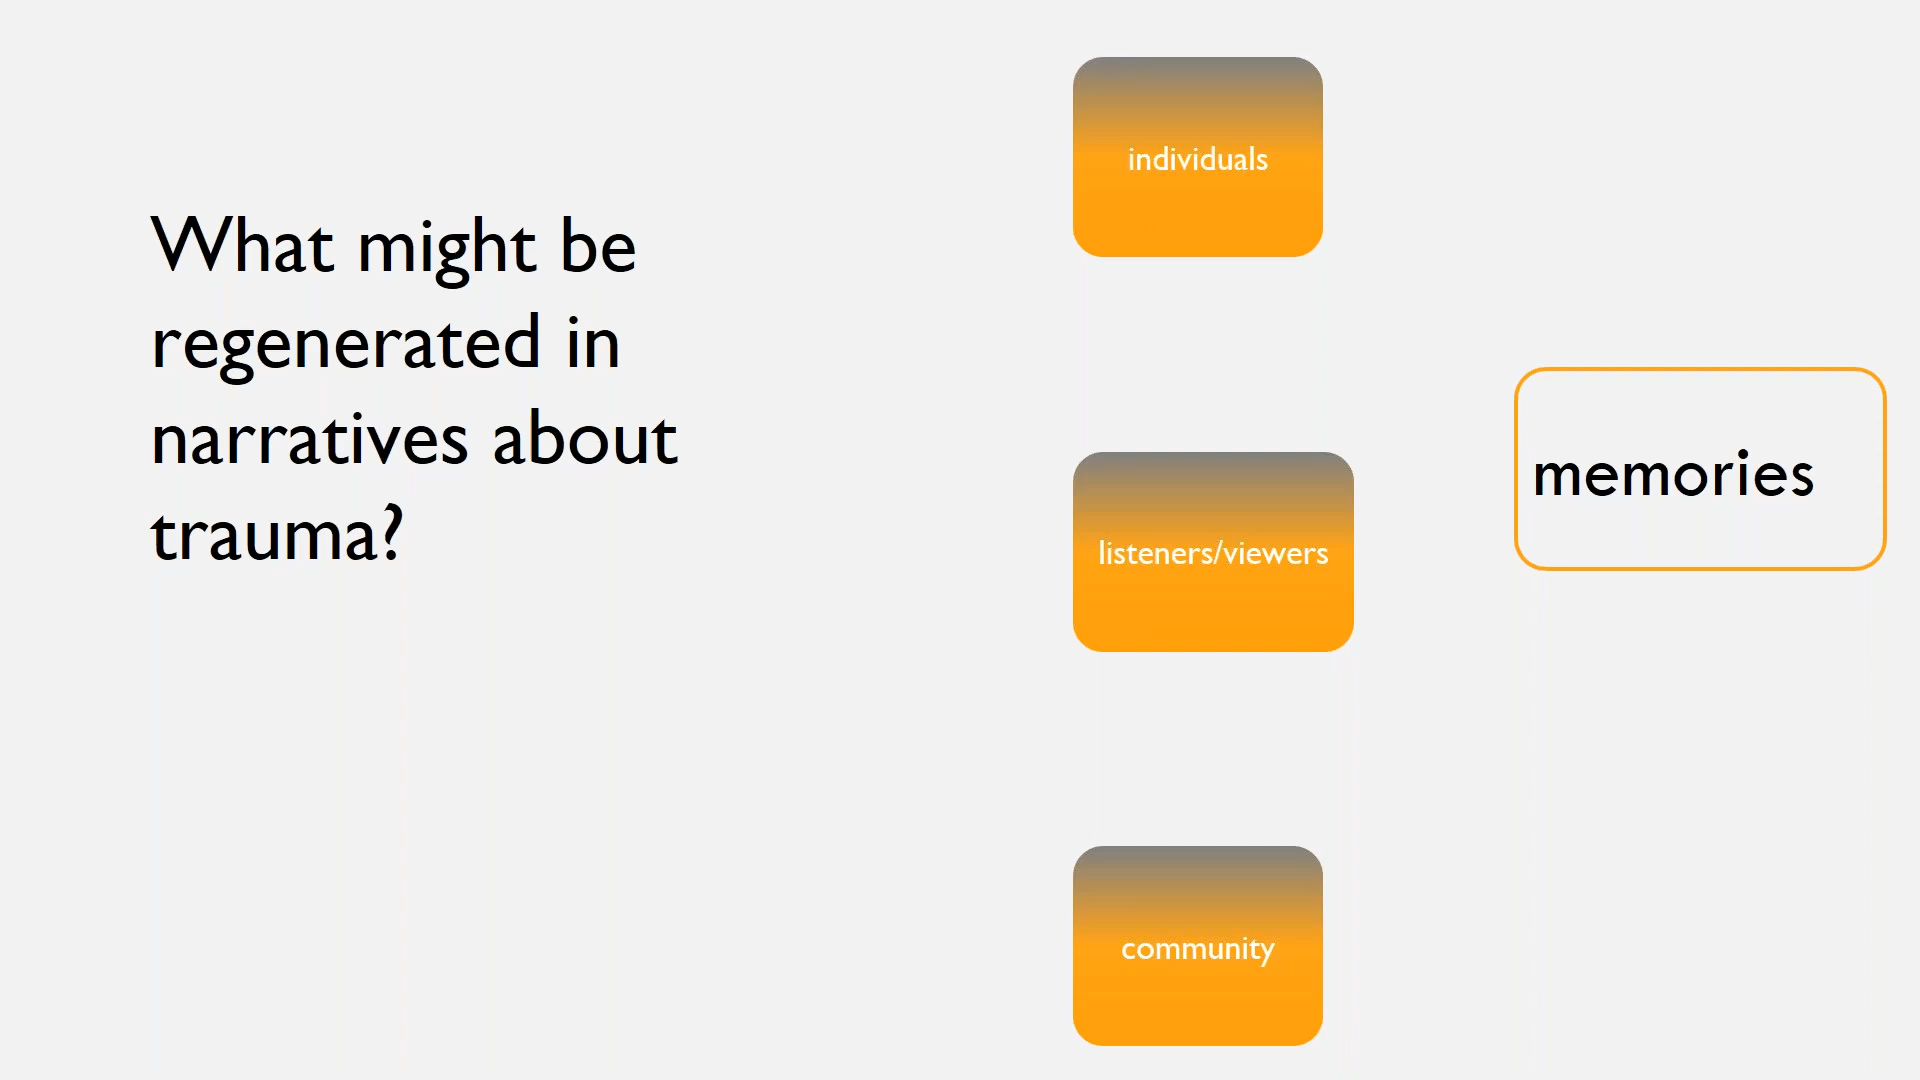 What might be
regenerated in
narratives about
trauma?
individuals
listeners/viewers
community
memories